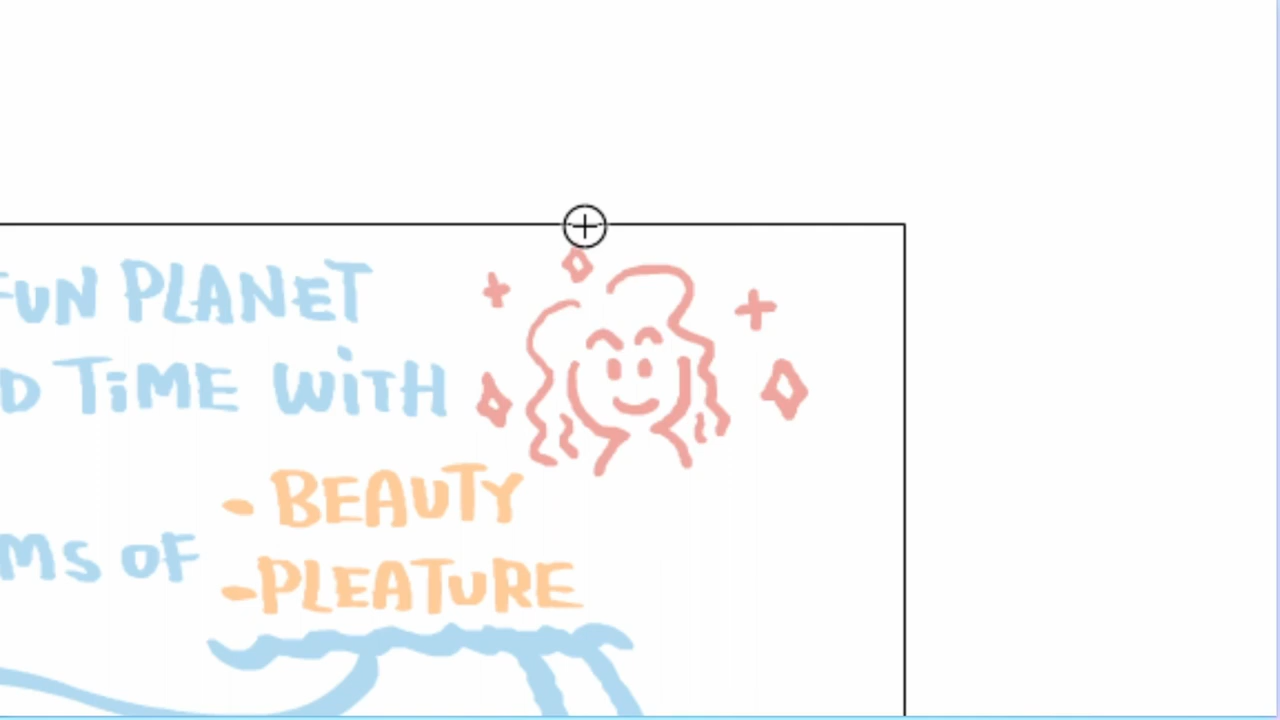 FUN PLANET
D TiME WiTH
- BEAUTY
MS OF
-PLEATURE